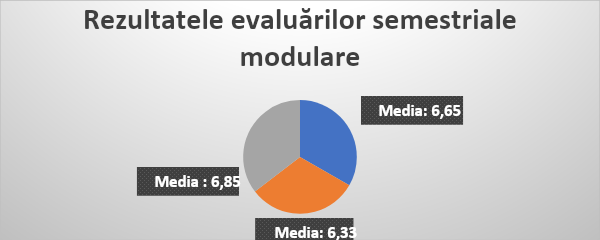 Rezultatele evaluărilor semestriale
modulare
Media: 6,65
Media : 6,85
Media: 6,33